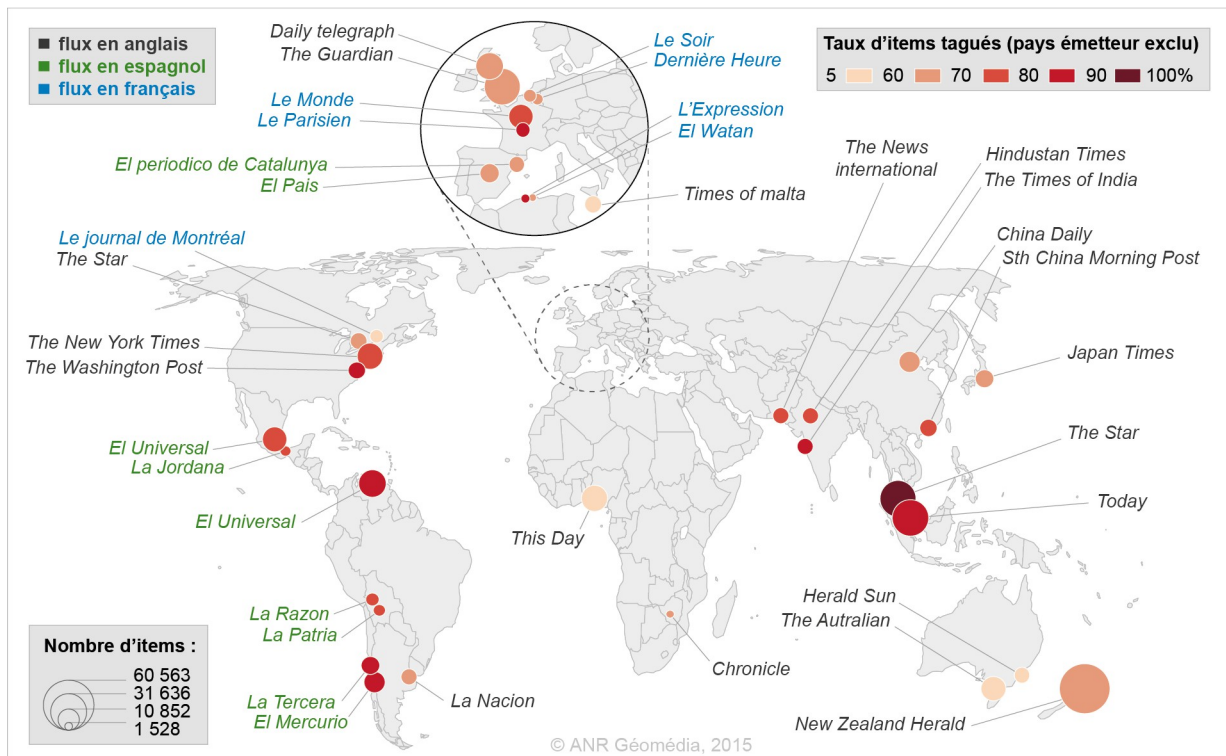 flux en anglais
flux en espagnol
flux en français
Taux d'items tagués (pays émetteur exclu)
5 60 70 80 90 100%
Daily telegraph
The Guardian
Le Soir
Dernière Heure
Le Monde
Le Parisien
L'Expression
El Watan
El periodico de Catalunya
El Pais
Times of malta
The News
international
Hindustan Times
The Times of India
China Daily
Sth China Morning Post
Le journal de Montréal
The Star
The New York Times
The Washington Post
Japan Times
El Universal
La Jordana
The Star
El Universal
Today
This Day
La Razon
La Patria
Herald Sun
The Autralian
Chronicle
La Tercera
El Mercurio
La Nacion
New Zealand Herald
Nombre d'items :
60 563
31 636
10 852
1 528
© ANR Géomédia, 2015